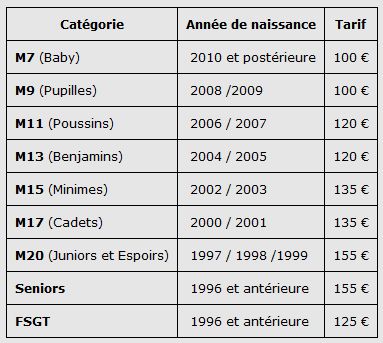 Catégorie Année de naissance Tarif
M7 (Baby) 2010 et postérieure 100 €
M9 (Pupilles) 2008 /2009 100 €
M11 (Poussins) 2006 / 2007 120 €
M13 (Benjamins) 2004 / 2005 120 €
M15 (Minimes) 2002 / 2003 135 €
M17 (Cadets) 2000 / 2001 135 €
M20 (Juniors et Espoirs) 1997 / 1998 /1999 155 €
Seniors 1996 et antérieure 155 €
FSGT 1996 et antérieure 125 €